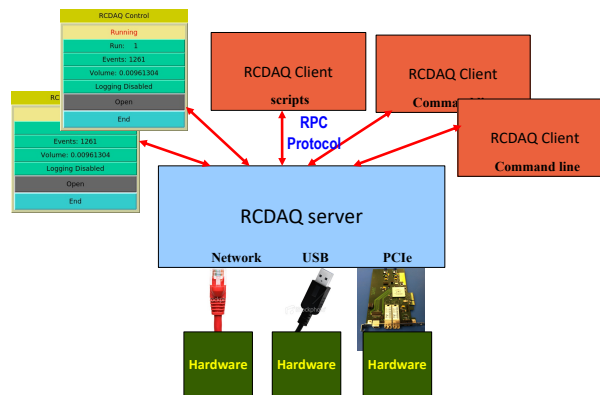 RCDAQ Control
Running
Run: 1
Events: 1261
Volume: 0.00961304
Logging Disabled
Open
End
Events: 1261
Volume: 0.00961304
Logging Disabled
Open
End
RCDAQ Client
scripts
RCDAQ Client
RCDAQ Client
Command line
RPC
Protocol
RCDAQ server
Network USB PCIe
Hardware Hardware Hardware